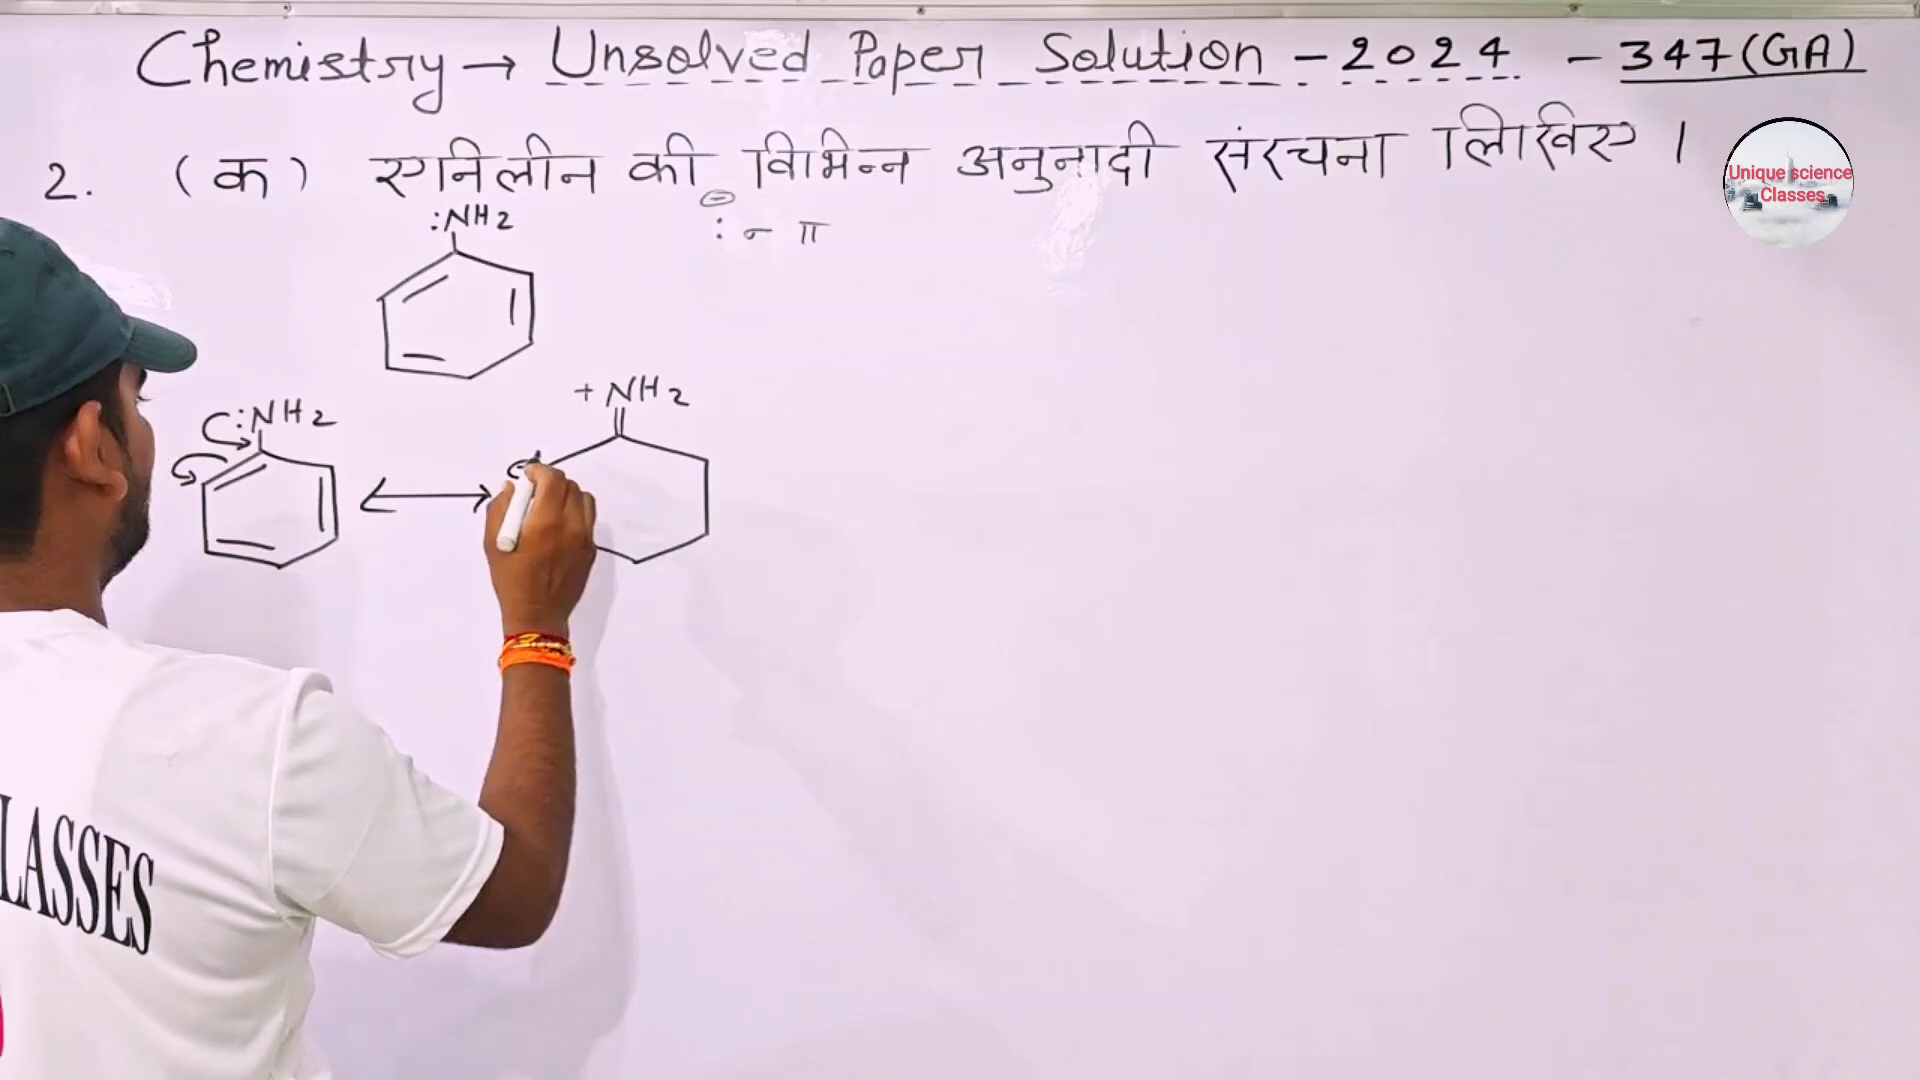 Chemistry → Unsolved Paper Solution - 2024 - 347(GA)
2. (क) एनिलीन की विभिन्न अनुनादी संरचना लिखिए ।
Unique science
Classes
:NH2
⊖
: - π
+NH2
:NH2
LASSES